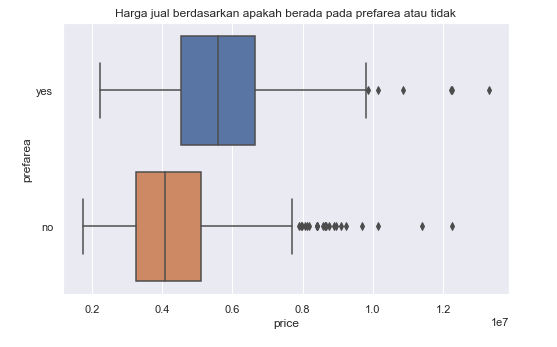 Harga jual berdasarkan apakah berada pada prefarea atau tidak
yes
prefarea
no
0.2 0.4 0.6 0.8 1.0 1.2
price 1e7